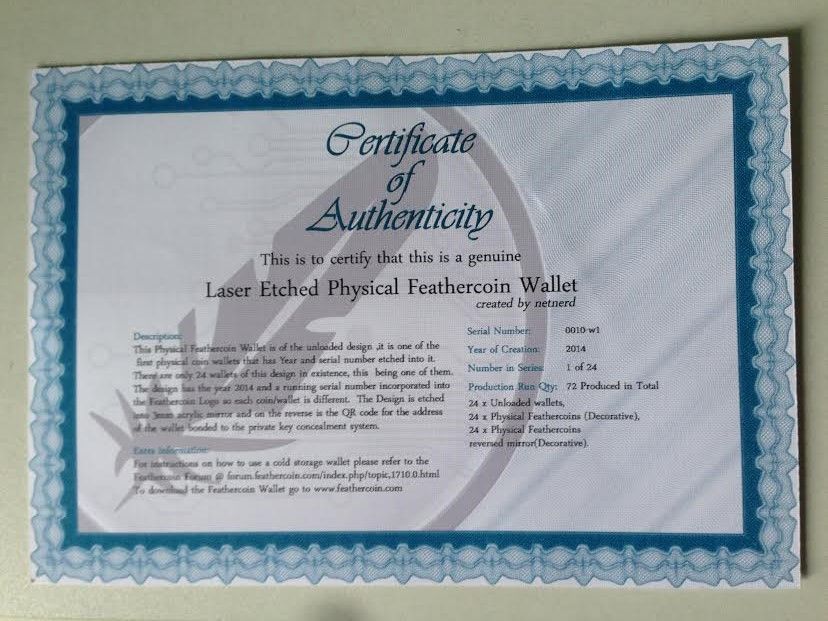 Certificate
of
Authenticity
This is to certify that this is a genuine
Laser Etched Physical Feathercoin Wallet
created by netnerd
Description:
This Physical Feathercoin Wallet is of the unloaded design ,it is one of the
first physical coin wallets that has Year and serial number etched into it.
There are only 24 wallets of this design in existence, this being one of them.
The design has the year 2014 and a running serial number incorporated into
the Feathercoin Logo so each coin/wallet is different. The Design is etched
into 3mm acrylic mirror and on the reverse is the QR code for the address
of the wallet bonded to the private key concealment system.
Extra Information:
For instructions on how to use a cold storage wallet please refer to the
Feathercoin Forum @ forum.feathercoin.com/index.php/topic,1710.0.html
To download the Feathercoin Wallet go to www.feathercoin.com
Serial Number: 0010-w1
Year of Creation: 2014
Number in Series: 1 of 24
Production Run Qty: 72 Produced in Total
24 x Unloaded wallets,
24 x Physical Feathercoins (Decorative),
24 x Physical Feathercoins
reversed mirror(Decorative).